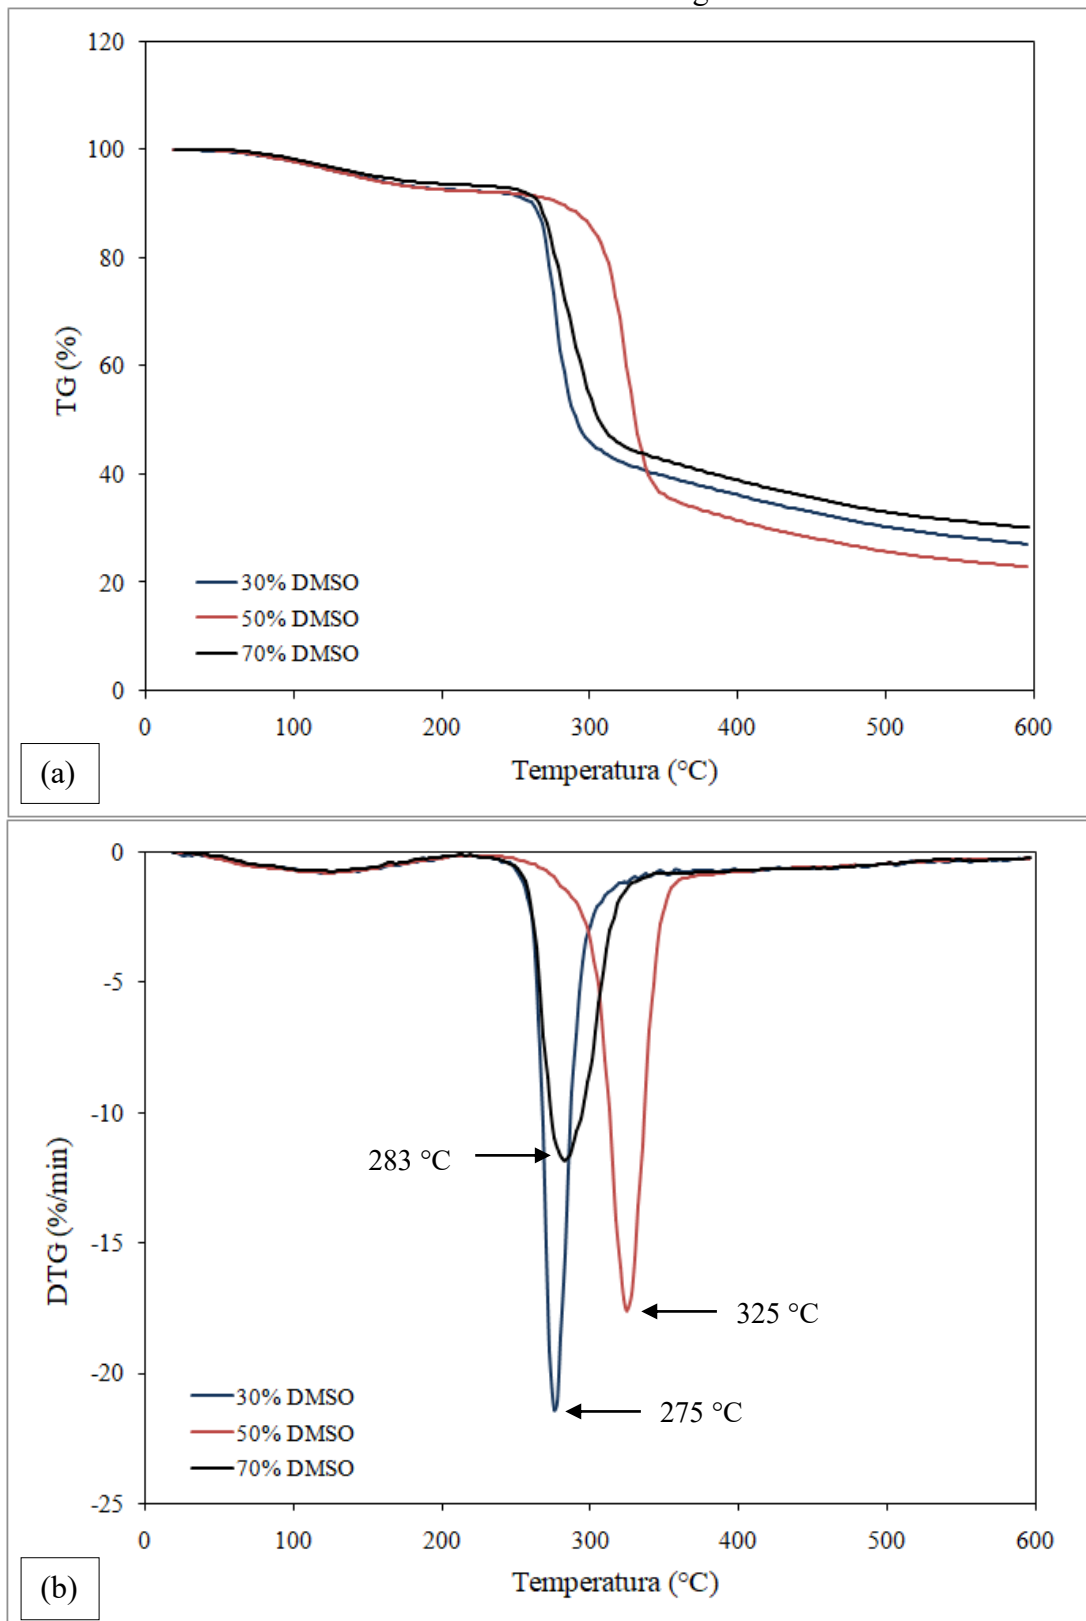 120
100
80
60
40
20
0
TG (%)
30% DMSO
50% DMSO
70% DMSO
0 100 200 300 400 500 600
Temperatura (°C)
(a)
0
-5
-10
-15
-20
-25
DTG (%/min)
283 °C
325 °C
275 °C
30% DMSO
50% DMSO
70% DMSO
0 100 200 300 400 500 600
Temperatura (°C)
(b)